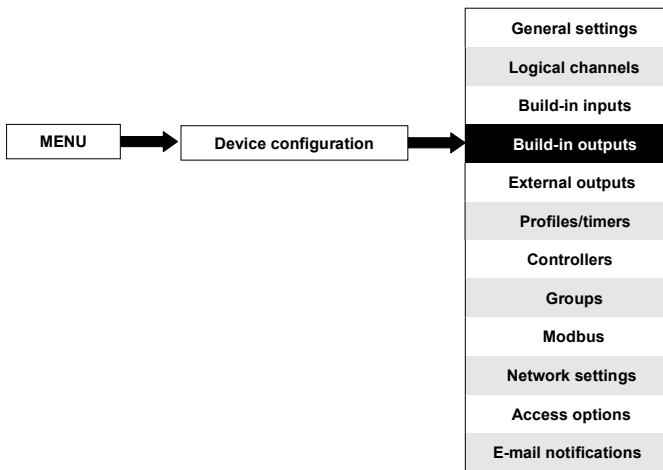 General settings
Logical channels
Build-in inputs
MENU
Device configuration
Build-in outputs
External outputs
Profiles/timers
Controllers
Groups
Modbus
Network settings
Access options
E-mail notifications